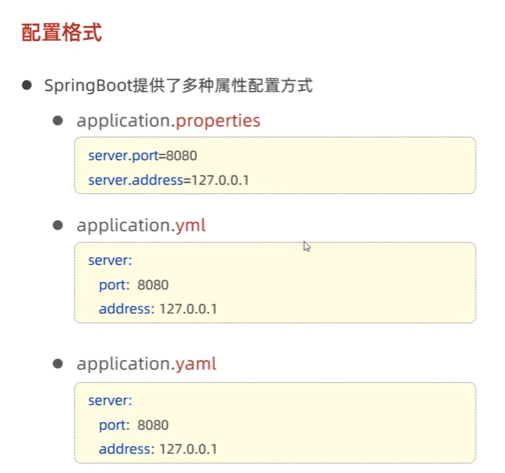 配置格式
SpringBoot提供了多种属性配置方式
application.properties
server.port=8080
server.address=127.0.0.1
application.yml
server:
port: 8080
address: 127.0.0.1
application.yaml
server:
port: 8080
address: 127.0.0.1